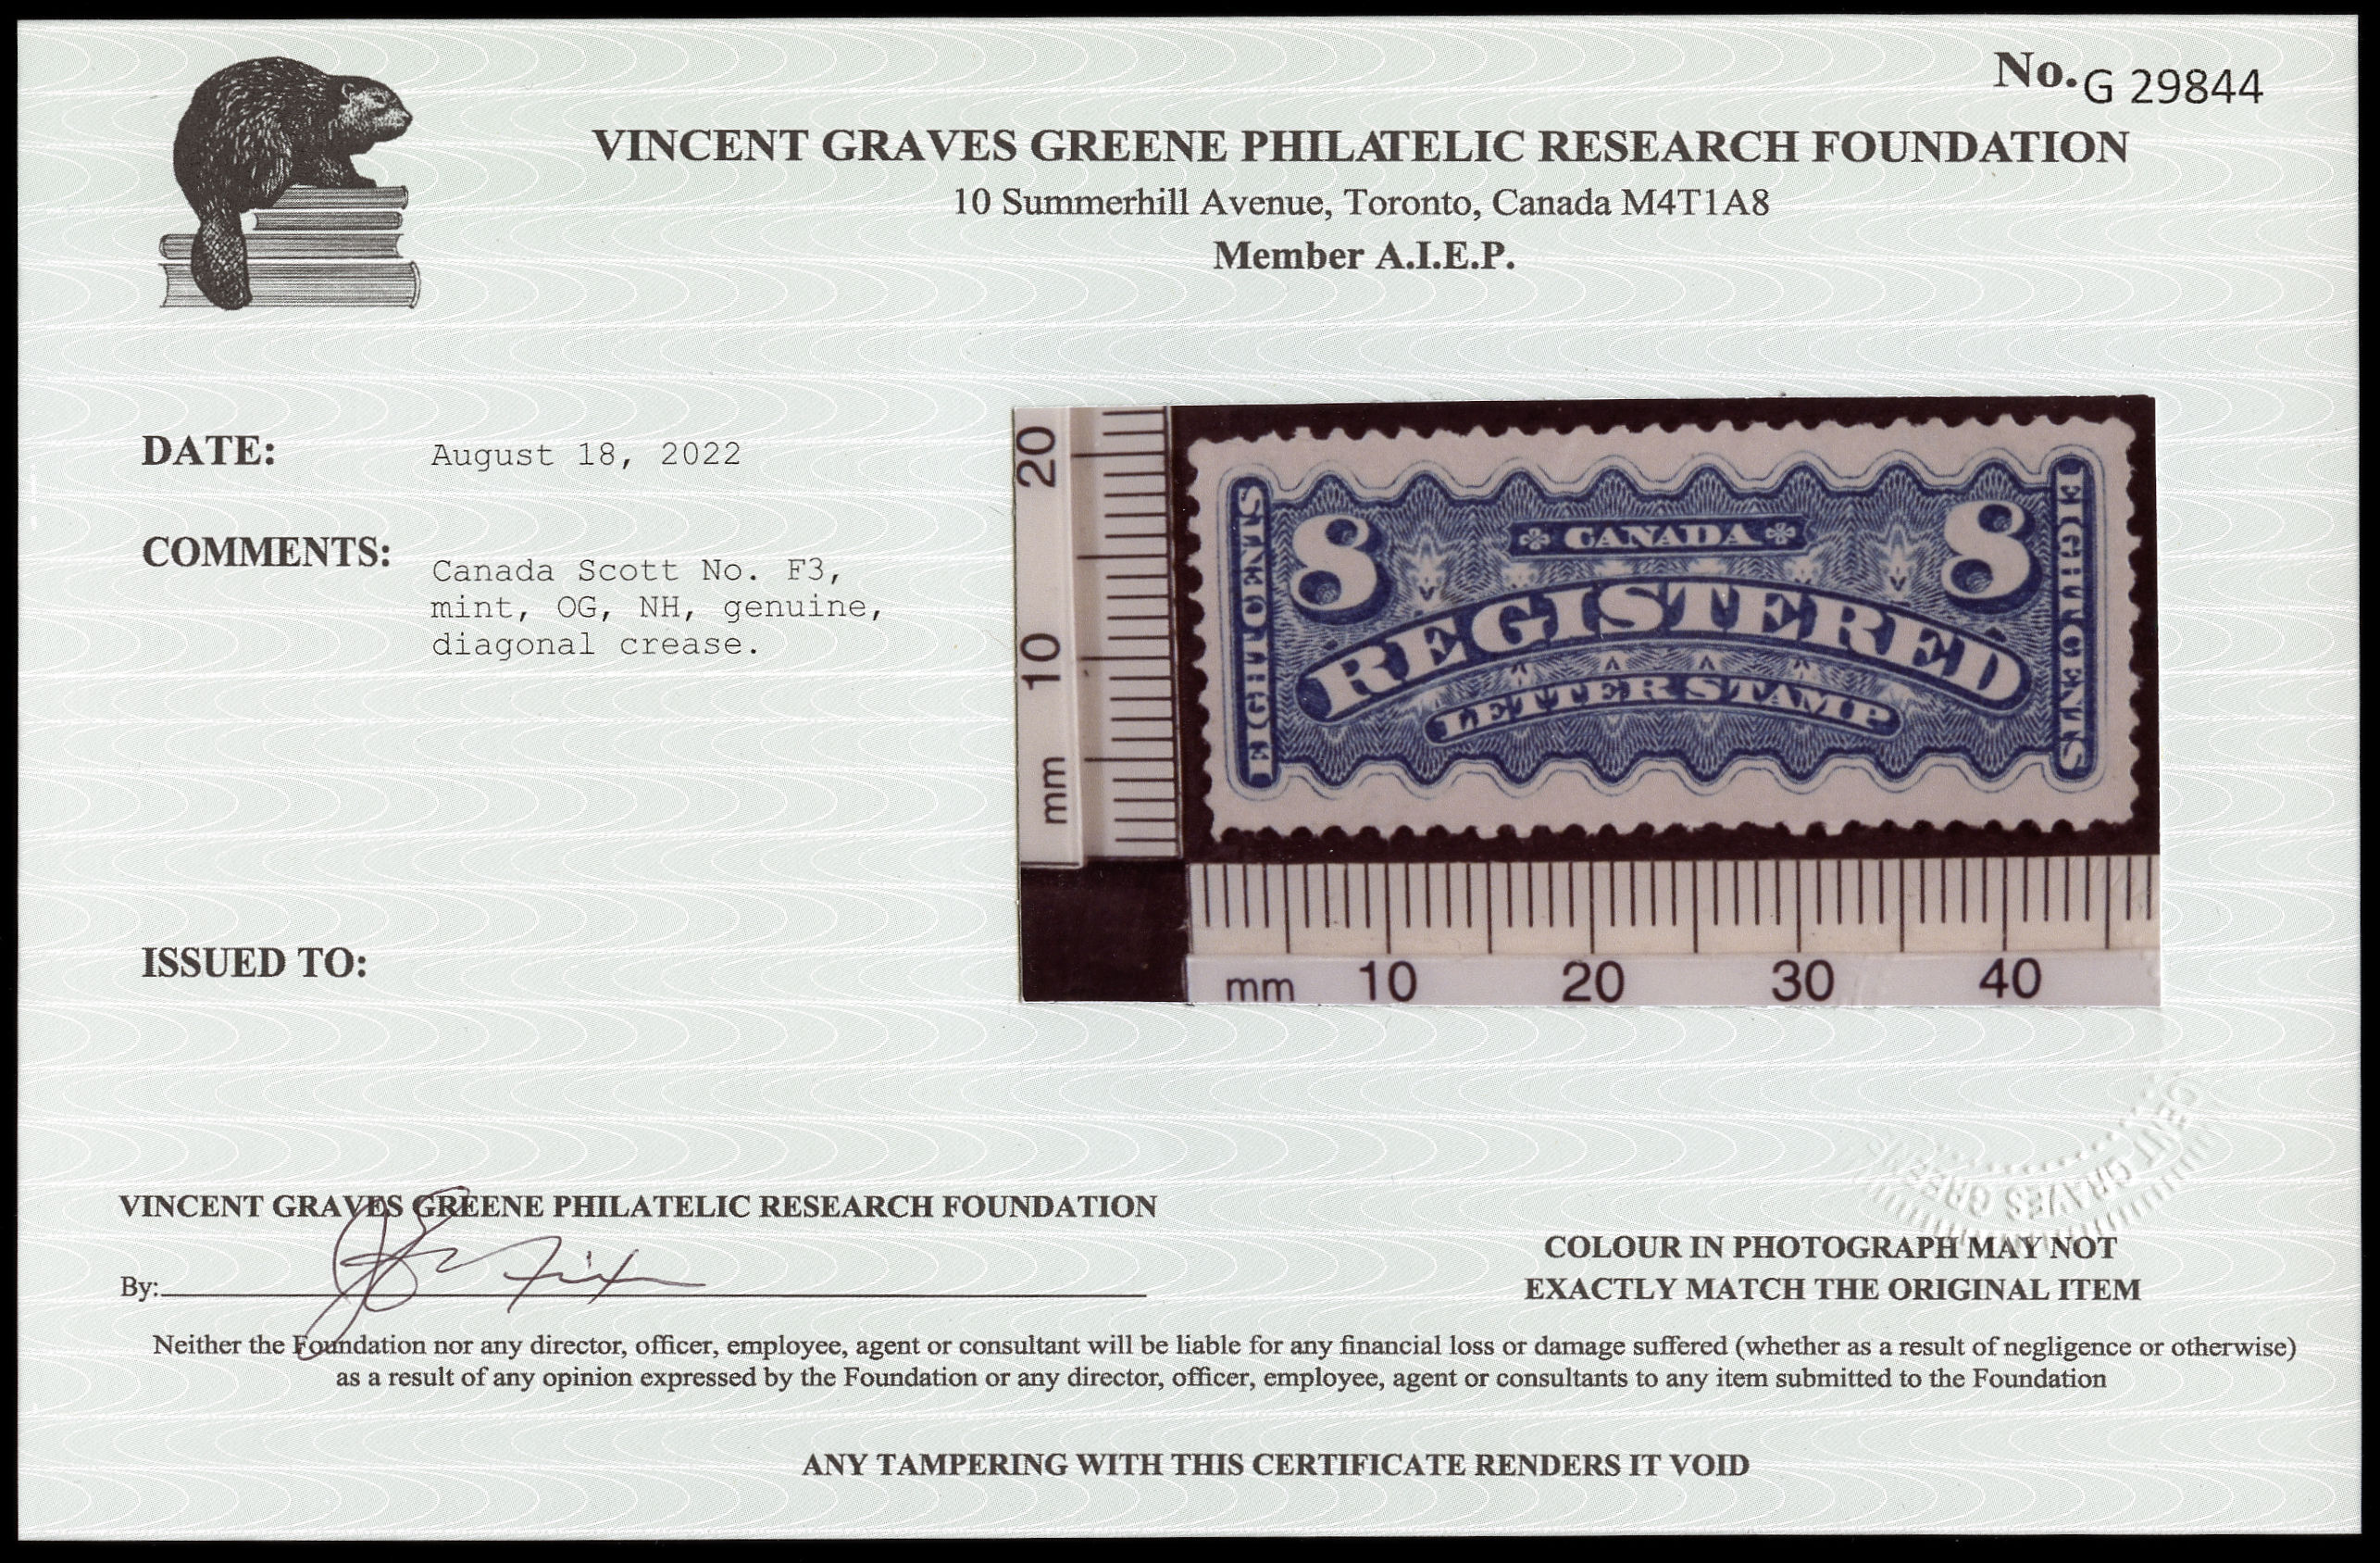 No. G 29844
VINCENT GRAVES GREENE PHILATELIC RESEARCH FOUNDATION
10 Summerhill Avenue, Toronto, Canada M4T1A8
Member A.I.E.P.
DATE: August 18, 2022
COMMENTS: Canada Scott No. F3,
mint, OG, NH, genuine,
diagonal crease.
20
10
mm
EIGHT CENTS
8
CANADA
8
EIGHT CENTS
REGISTERED
LETTER STAMP
mm 10 20 30 40
ISSUED TO:
VINCENT GRAVES GREENE
VINCENT GRAVES GREENE PHILATELIC RESEARCH FOUNDATION
By:
COLOUR IN PHOTOGRAPH MAY NOT
EXACTLY MATCH THE ORIGINAL ITEM
Neither the Foundation nor any director, officer, employee, agent or consultant will be liable for any financial loss or damage suffered (whether as a result of negligence or otherwise)
as a result of any opinion expressed by the Foundation or any director, officer, employee, agent or consultants to any item submitted to the Foundation
ANY TAMPERING WITH THIS CERTIFICATE RENDERS IT VOID